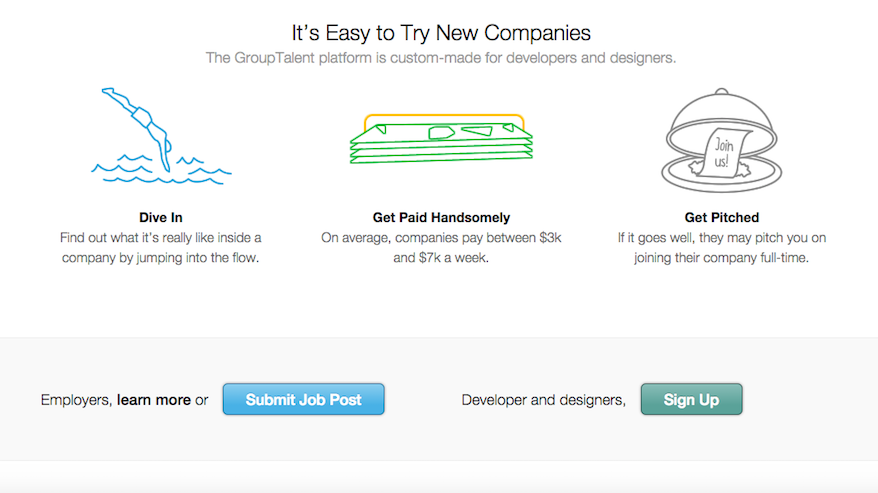 It's Easy to Try New Companies
The GroupTalent platform is custom-made for developers and designers.
Join
us!
Dive In
Find out what it's really like inside a
company by jumping into the flow.
Get Paid Handsomely
On average, companies pay between $3k
and $7k a week.
Get Pitched
If it goes well, they may pitch you on
joining their company full-time.
Employers, learn more or
Submit Job Post
Developer and designers,
Sign Up